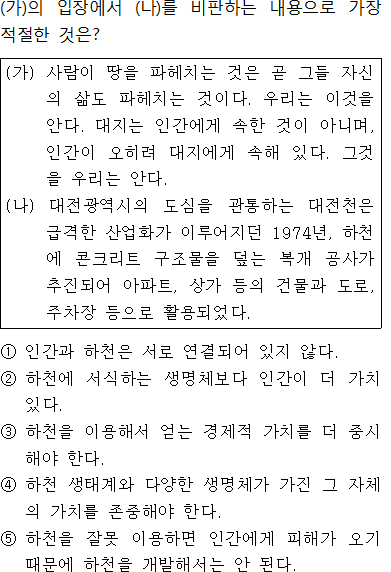 (가)의 입장에서 (나)를 비판하는 내용으로 가장
적절한 것은?
(가) 사람이 땅을 파헤치는 것은 곧 그들 자신
의 삶도 파헤치는 것이다. 우리는 이것을
안다. 대지는 인간에게 속한 것이 아니며,
인간이 오히려 대지에게 속해 있다. 그것
을 우리는 안다.
(나) 대전광역시의 도심을 관통하는 대전천은
급격한 산업화가 이루어지던 1974년, 하천
에 콘크리트 구조물을 덮는 복개 공사가
추진되어 아파트, 상가 등의 건물과 도로,
주차장 등으로 활용되었다.
① 인간과 하천은 서로 연결되어 있지 않다.
② 하천에 서식하는 생명체보다 인간이 더 가치
있다.
③ 하천을 이용해서 얻는 경제적 가치를 더 중시
해야 한다.
④ 하천 생태계와 다양한 생명체가 가진 그 자체
의 가치를 존중해야 한다.
⑤ 하천을 잘못 이용하면 인간에게 피해가 오기
때문에 하천을 개발해서는 안 된다.